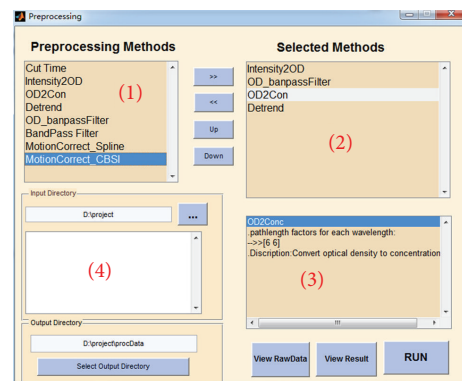 Preprocessing
Preprocessing Methods
Cut Time
Intensity2OD
OD2Con
Detrend
OD_banpassFilter
BandPass Filter
MotionCorrect_Spline
MotionCorrect_CBSI
(1)
>>
<<
Up
Down
Selected Methods
Intensity2OD
OD_banpassFilter
OD2Con
Detrend
(2)
Input Directory
D:\project
...
(4)
OD2Conc
.pathlength factors for each wavelength:
-->>[6 6]
.Discription:Convert optical density to concentration
(3)
Output Directory
D:\project\procData
Select Output Directory
View RawData
View Result
RUN